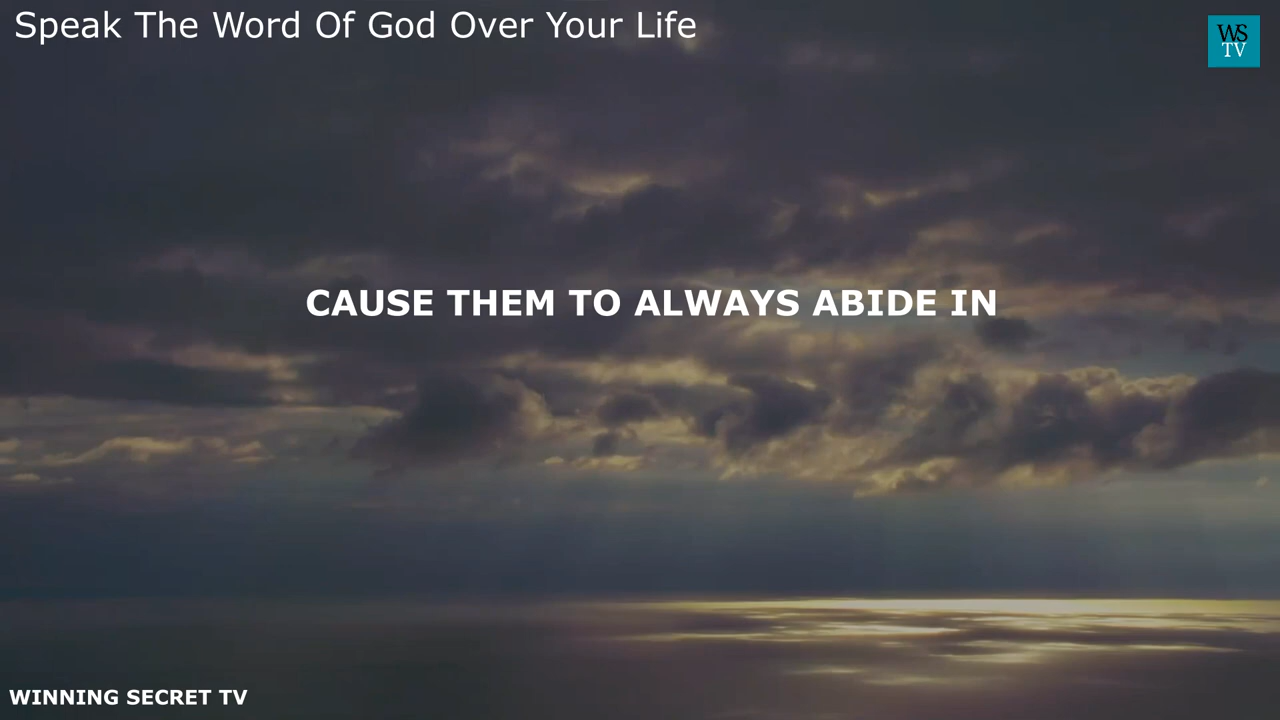 Speak The Word Of God Over Your Life
WS
TV
CAUSE THEM TO ALWAYS ABIDE IN
WINNING SECRET TV